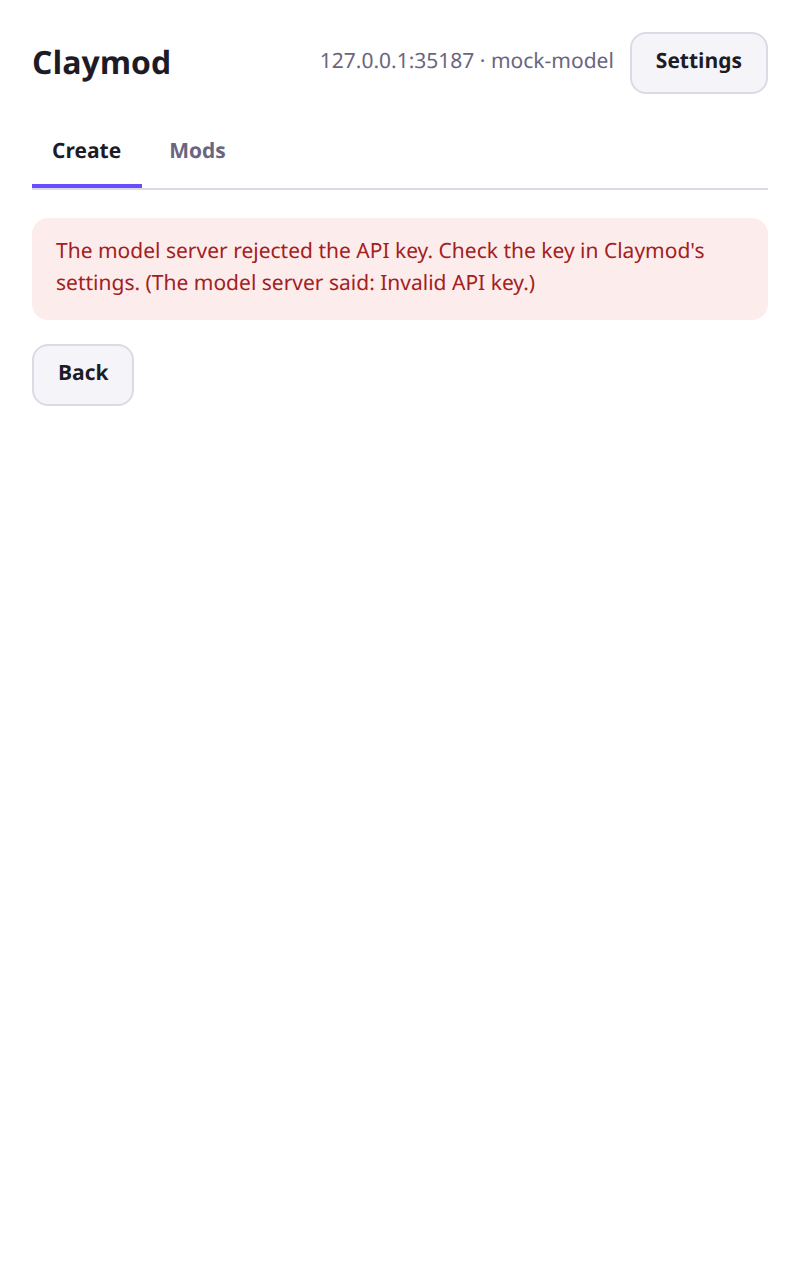 Claymod
127.0.0.1:35187 · mock-model
Settings
Create
Mods
The model server rejected the API key. Check the key in Claymod's
settings. (The model server said: Invalid API key.)
Back